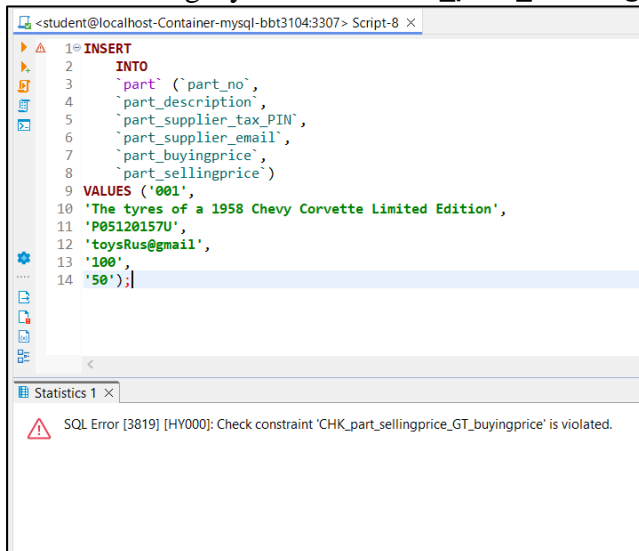 <student@localhost-Container-mysql-bbt3104:3307> Script-8
1 INSERT
2 INTO
3 `part` (`part_no`,
4 `part_description`,
5 `part_supplier_tax_PIN`,
6 `part_supplier_email`,
7 `part_buyingprice`,
8 `part_sellingprice`)
9 VALUES ('001',
10 'The tyres of a 1958 Chevy Corvette Limited Edition',
11 'P05120157U',
12 'toysRus@gmail',
13 '100',
14 '50');
Statistics 1
SQL Error [3819] [HY000]: Check constraint 'CHK_part_sellingprice_GT_buyingprice' is violated.